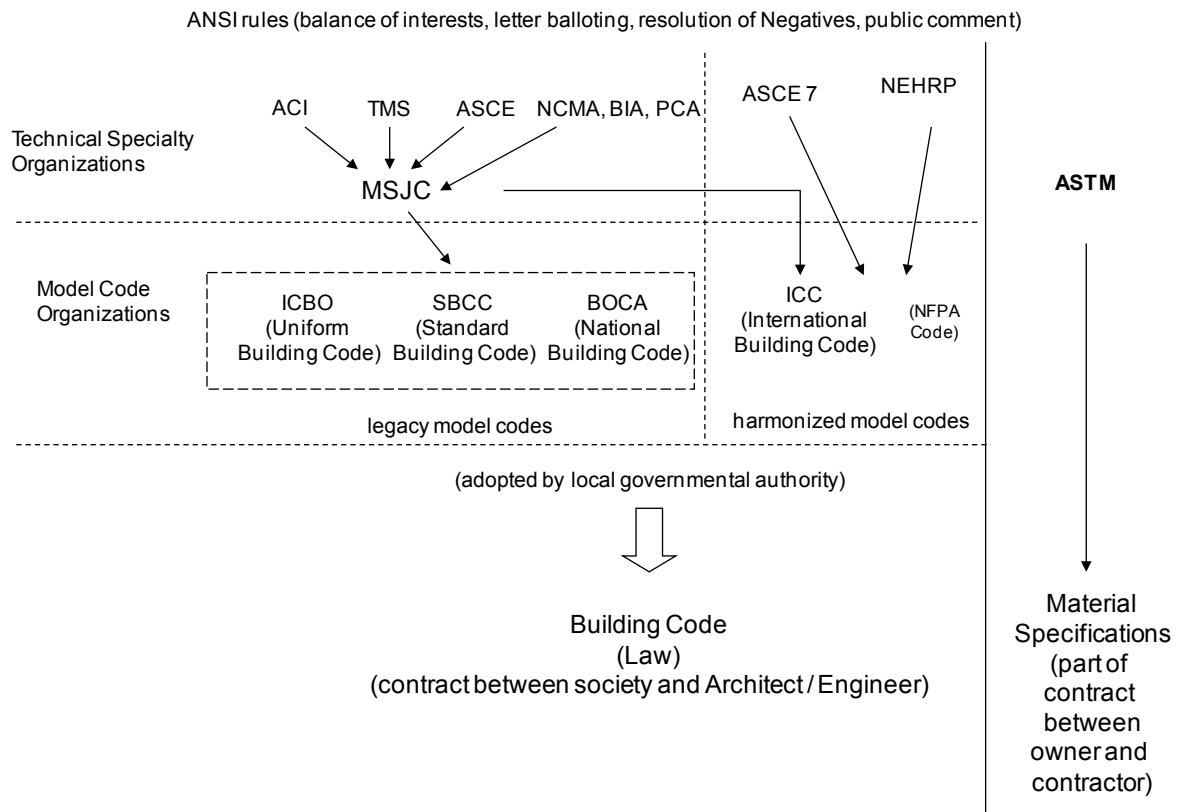 ANSI rules (balance of interests, letter balloting, resolution of Negatives, public comment)
Technical Specialty
Organizations
ACI
TMS
ASCE
NCMA, BIA, PCA
MSJC
ASCE 7
NEHRP
ASTM
Model Code
Organizations
ICBO
(Uniform
Building Code)
SBCC
(Standard
Building Code)
BOCA
(National
Building Code)
legacy model codes
ICC
(International
Building Code)
(NFPA
Code)
harmonized model codes
(adopted by local governmental authority)
Building Code
(Law)
(contract between society and Architect / Engineer)
Material
Specifications
(part of
contract
between
owner and
contractor)